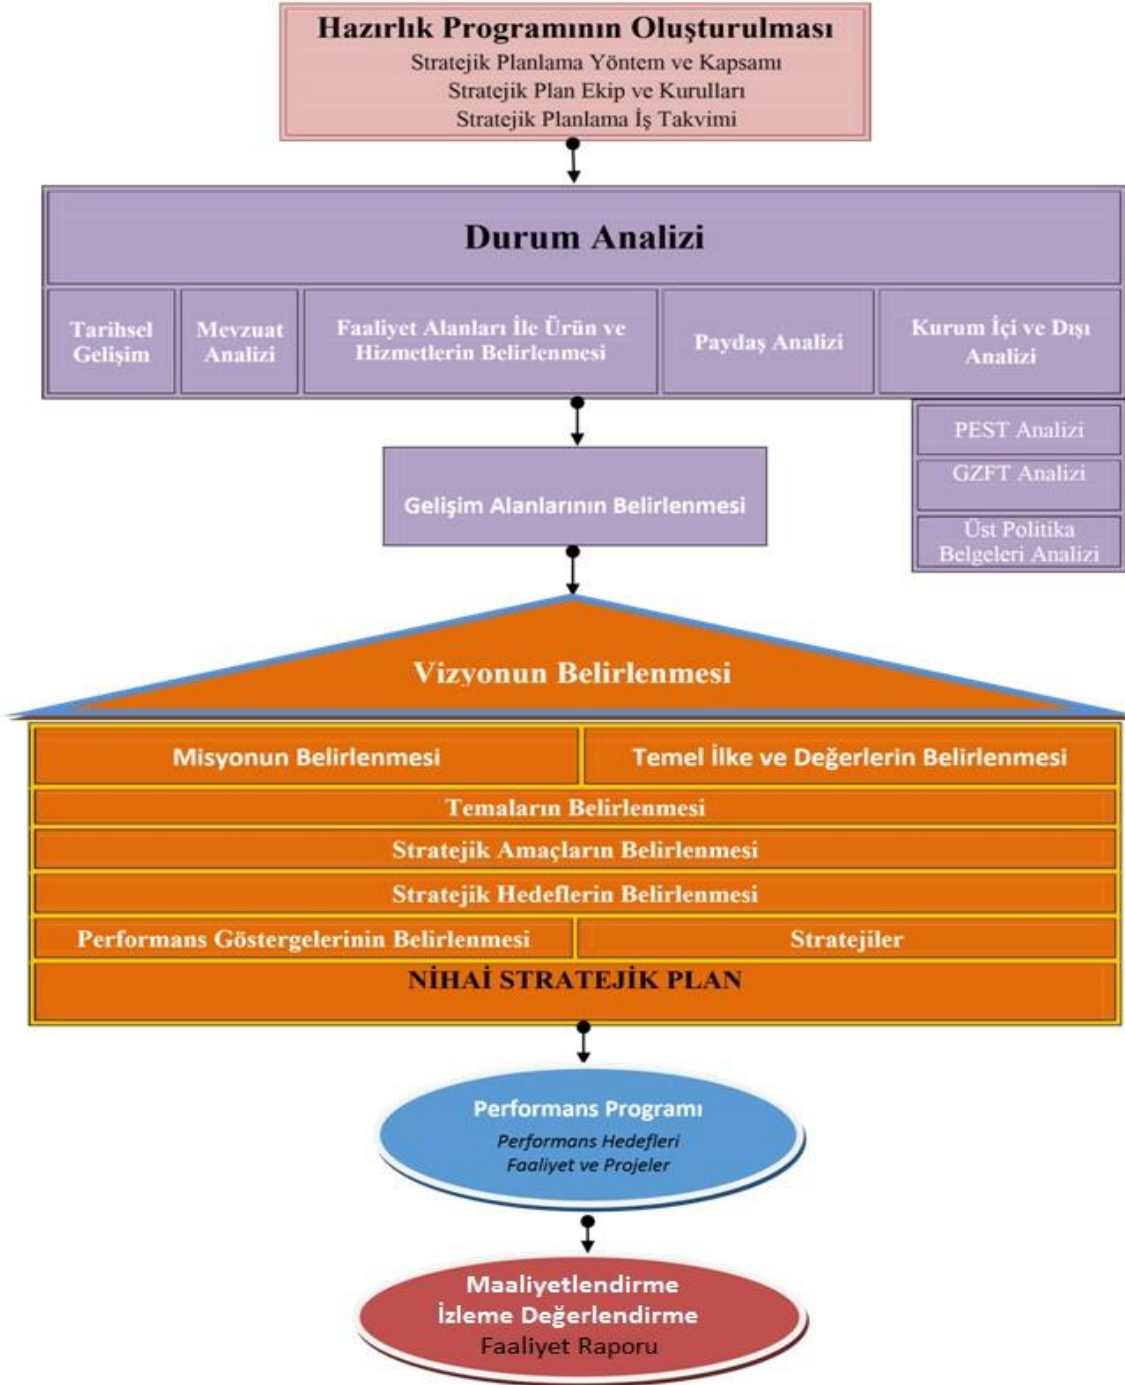 Hazırlık Programının Oluşturulması
Stratejik Planlama Yöntem ve Kapsamı
Stratejik Plan Ekip ve Kurulları
Stratejik Planlama İş Takvimi
Durum Analizi
Tarihsel
Gelişim
Mevzuat
Analizi
Faaliyet Alanları İle Ürün ve
Hizmetlerin Belirlenmesi
Paydaş Analizi
Kurum İçi ve Dışı
Analizi
PEST Analizi
GZFT Analizi
Üst Politika
Belgeleri Analizi
Gelişim Alanlarının Belirlenmesi
Vizyonun Belirlenmesi
Misyonun Belirlenmesi
Temel İlke ve Değerlerin Belirlenmesi
Temaların Belirlenmesi
Stratejik Amaçların Belirlenmesi
Stratejik Hedeflerin Belirlenmesi
Performans Göstergelerinin Belirlenmesi
Stratejiler
NİHAİ STRATEJİK PLAN
Performans Programı
Performans Hedefleri
Faaliyet ve Projeler
Maaliyetlendirme
İzleme Değerlendirme
Faaliyet Raporu